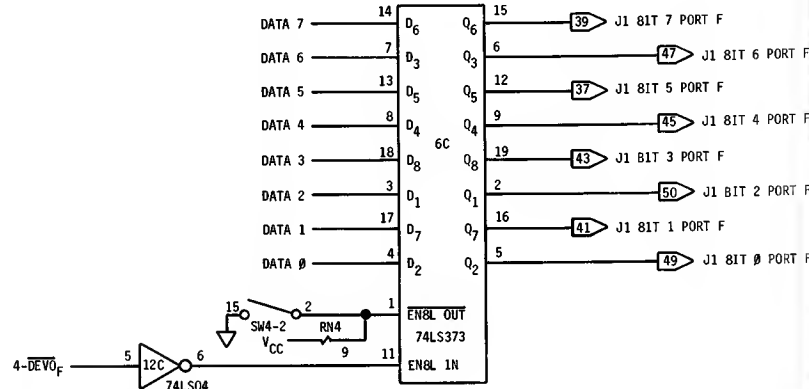 DATA 7 14 D6 Q6 15 39 J1 8IT 7 PORT F
DATA 6 7 D3 Q3 6 47 J1 8IT 6 PORT F
DATA 5 13 D5 Q5 12 37 J1 8IT 5 PORT F
DATA 4 8 D4 Q4 9 45 J1 8IT 4 PORT F
6C
DATA 3 18 D8 Q8 19 43 J1 BIT 3 PORT F
DATA 2 3 D1 Q1 2 50 J1 BIT 2 PORT F
DATA 1 17 D7 Q7 16 41 J1 81T 1 PORT F
DATA Ø 4 D2 Q2 5 49 J1 8IT Ø PORT F
15 2 1 EN8L OUT
SW4-2 RN4 74LS373
VCC 9
4-DEVOF 5 12C 6 11 EN8L 1N
74LS04